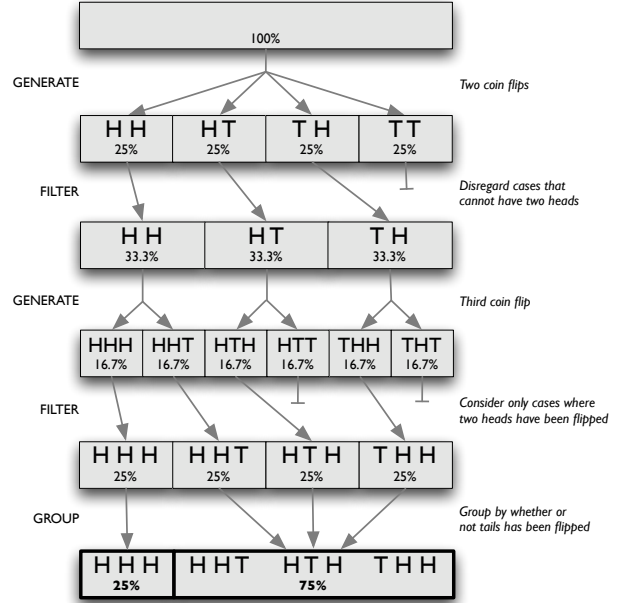 100%
GENERATE
Two coin flips
H H HT T H TT
25% 25% 25% 25%
FILTER
Disregard cases that
cannot have two heads
H H HT T H
33.3% 33.3% 33.3%
GENERATE
Third coin flip
HHH HHT HTH HTT THH THT
16.7% 16.7% 16.7% 16.7% 16.7% 16.7%
FILTER
Consider only cases where
two heads have been flipped
H H H H H T H T H T H H
25% 25% 25% 25%
GROUP
Group by whether or
not tails has been flipped
H H H H H T H T H T H H
25% 75%